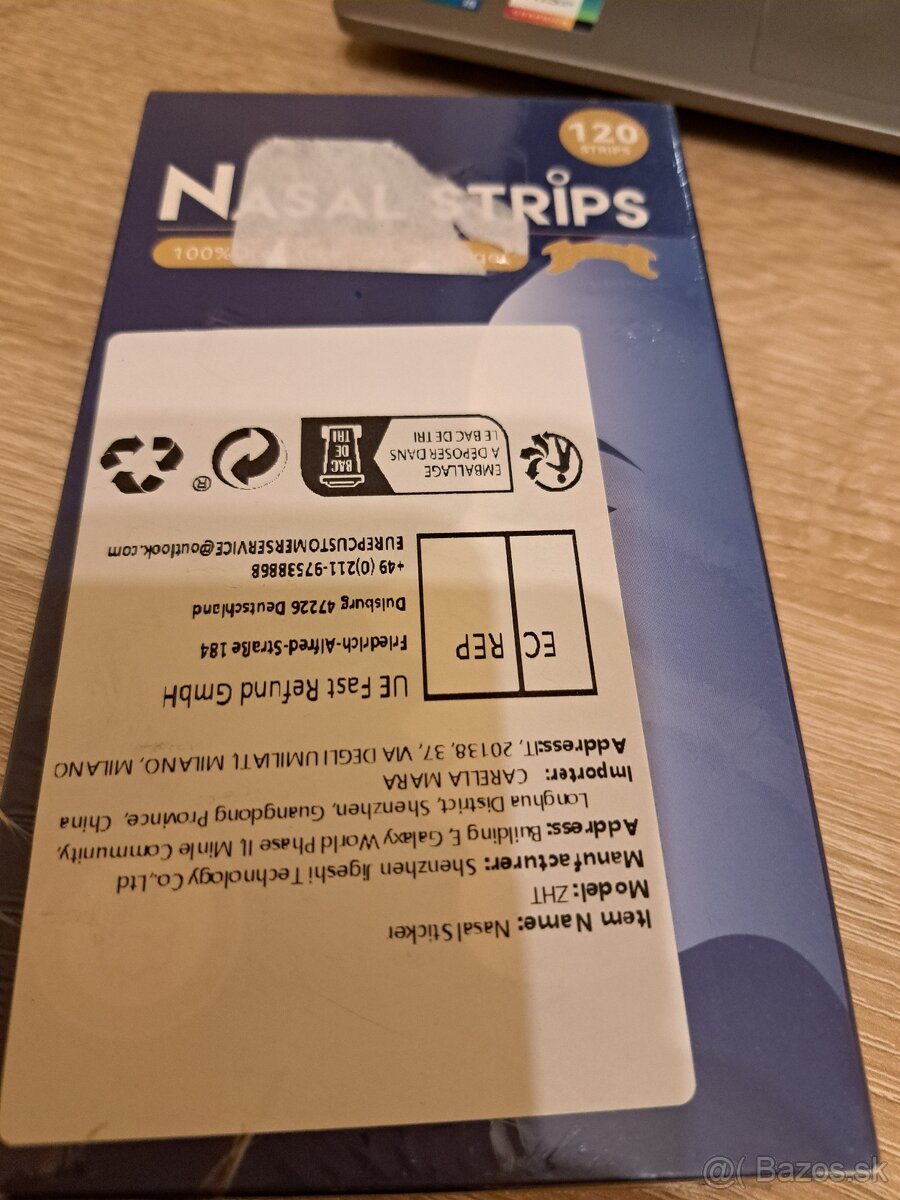 120
STRIPS
NASAL STRIPS
100%
Item Name: Nasal Sticker
Model: ZHT
Manufacturer: Shenzhen Jigeshi Technology Co.,Ltd
Address: Building E, Galaxy World Phase II, Minle Community,
Longhua District, Shenzhen, Guangdong Province, China
Importer: CARELLA MARA
Address:IT, 20138, 37, VIA DEGLI UMILIATI, MILANO, MILANO
EC REP
UE Fast Refund GmbH
Friedrich-Alfred-Straße 184
Duisburg 47226 Deutschland
+49 (0)211-97538868
EUREPCUSTOMERSERVICE@outlook.com
EMBALLAGE
À DÉPOSER DANS
LE BAC DE TRI
BAC
DE
TRI
®
@( Bazos.sk